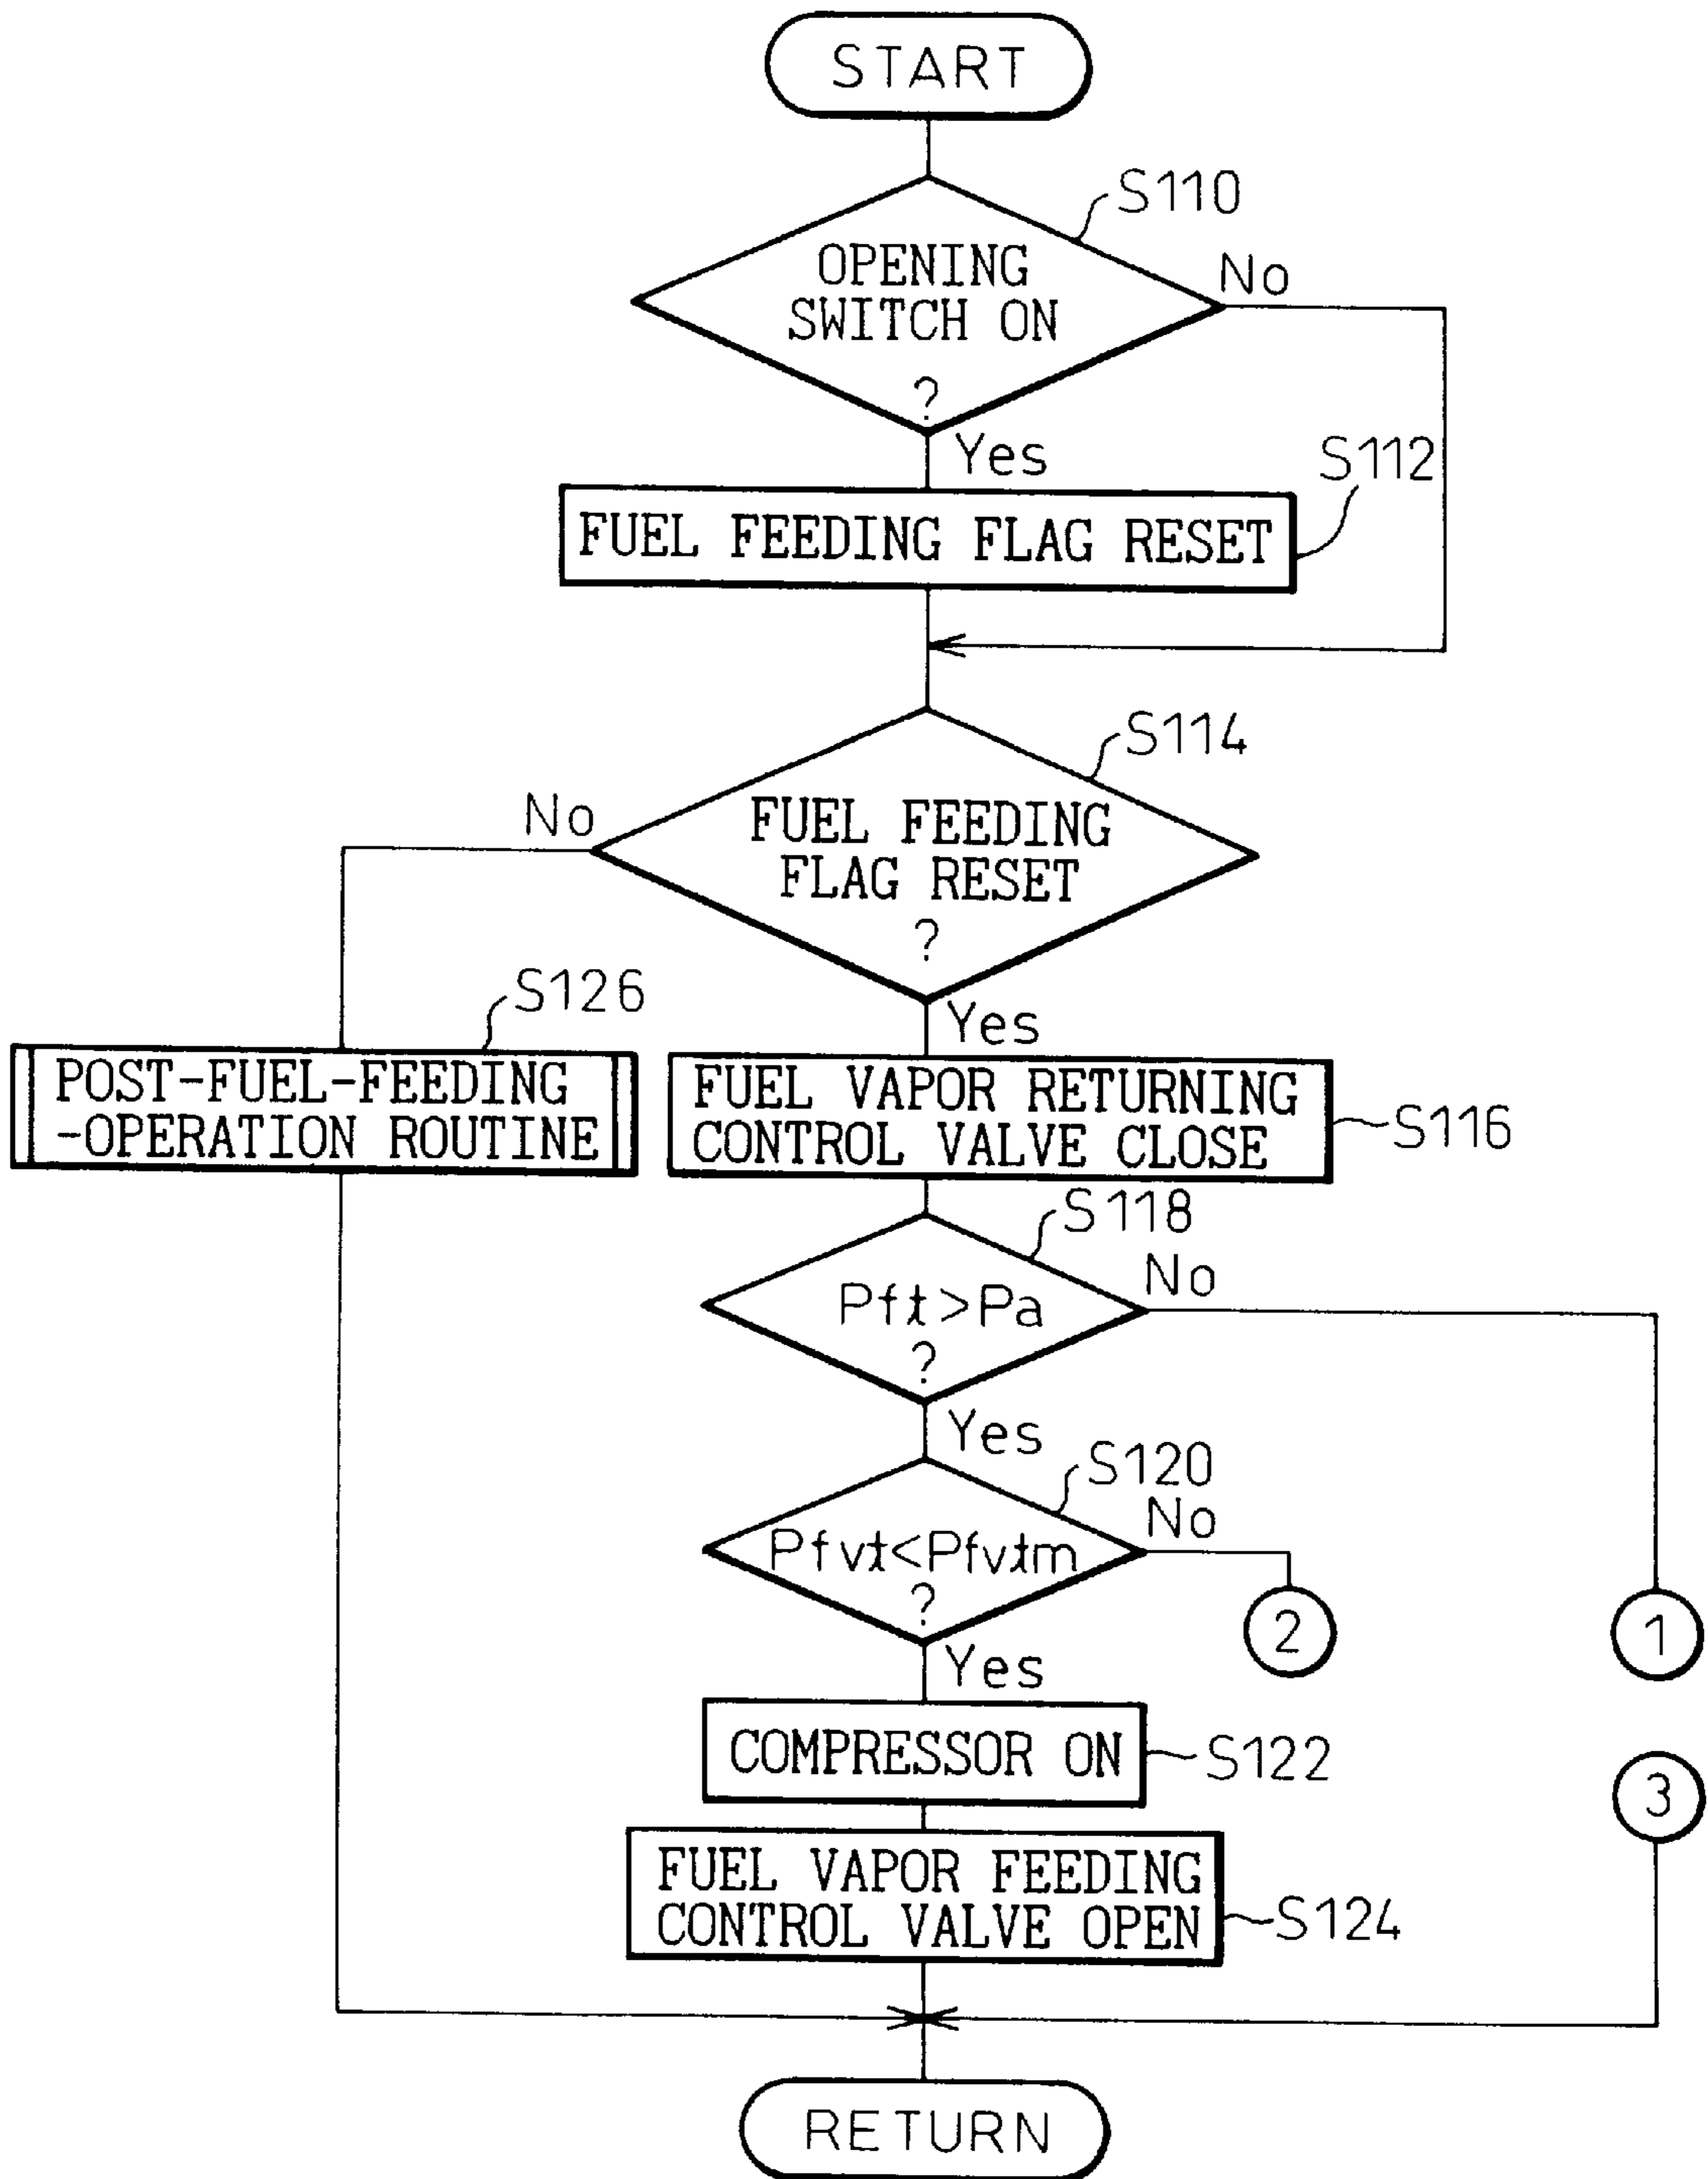 START
S110
OPENING
SWITCH ON
?
No
Yes
S112
FUEL FEEDING FLAG RESET
S114
No
FUEL FEEDING
FLAG RESET
?
Yes
S126
POST-FUEL-FEEDING
-OPERATION ROUTINE
FUEL VAPOR RETURNING
CONTROL VALVE CLOSE
S116
S118
No
Pft>Pa
?
Yes
S120
No
Pfvt<Pfvtm
?
Yes
2
1
COMPRESSOR ON
S122
3
FUEL VAPOR FEEDING
CONTROL VALVE OPEN
S124
RETURN